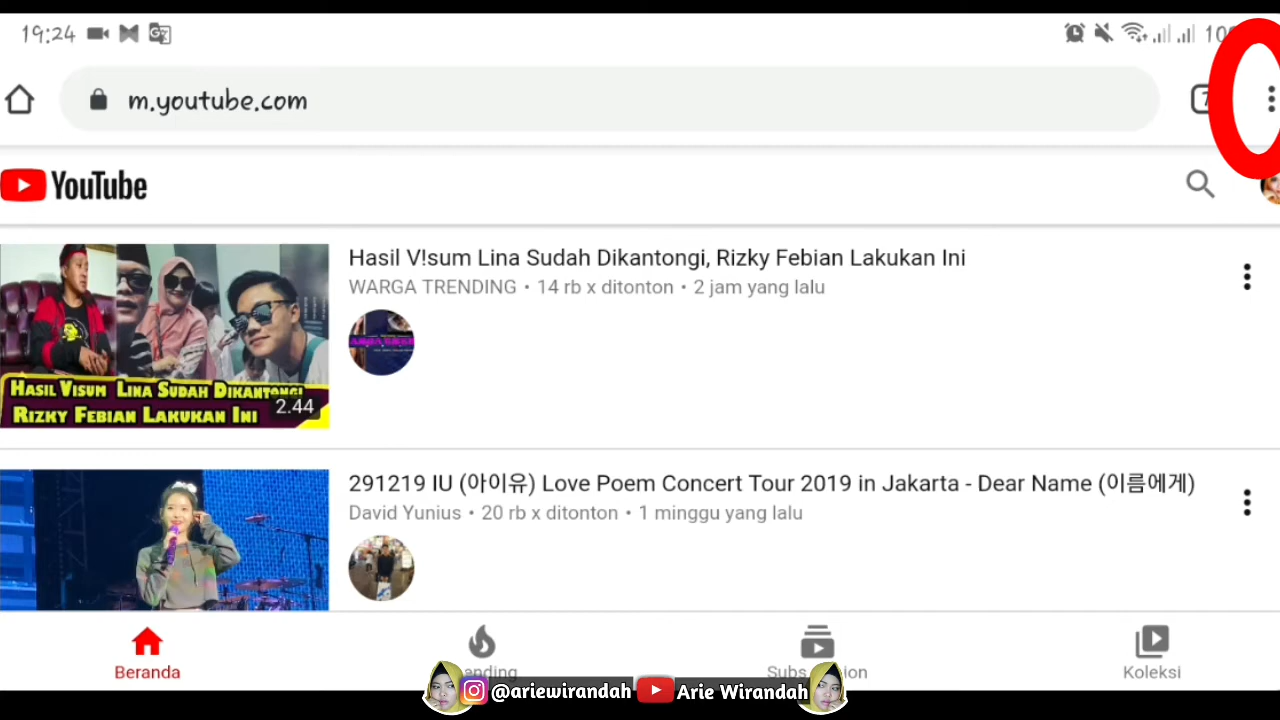 19:24
m.youtube.com
YouTube
Hasil V!sum Lina Sudah Dikantongi, Rizky Febian Lakukan Ini
WARGA TRENDING • 14 rb x ditonton • 2 jam yang lalu
HASIL VISUM LINA SUDAH DIKANTONGI
RIZKY FEBIAN LAKUKAN INI
2.44
291219 IU (아이유) Love Poem Concert Tour 2019 in Jakarta - Dear Name (이름에게)
David Yunius • 20 rb x ditonton • 1 minggu yang lalu
Beranda
Koleksi
@ariewirandah Arie Wirandah